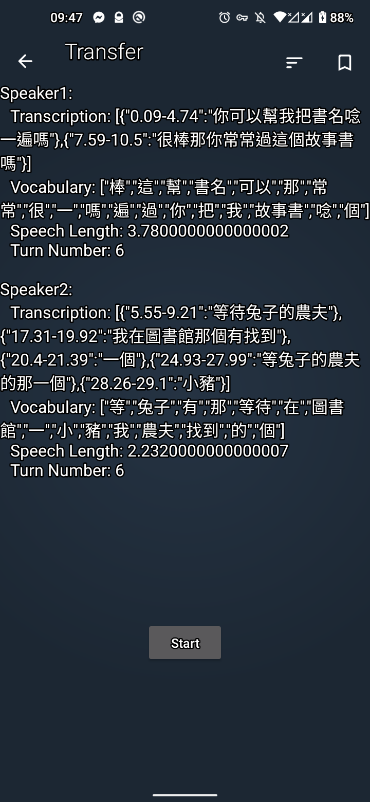 09:47 88%
Transfer
Speaker1:
Transcription: [{"0.09-4.74":"你可以幫我把書名唸
一遍嗎"},{"7.59-10.5":"很棒那你常常過這個故事書
嗎"}]
Vocabulary: ["棒","這","幫","書名","可以","那","常
常","很","一","嗎","遍","過","你","把","我","故事書","唸","個"]
Speech Length: 3.7800000000000002
Turn Number: 6
Speaker2:
Transcription: [{"5.55-9.21":"等待兔子的農夫"},
{"17.31-19.92":"我在圖書館那個有找到"},
{"20.4-21.39":"一個"},{"24.93-27.99":"等兔子的農夫
的那一個"},{"28.26-29.1":"小豬"}]
Vocabulary: ["等","兔子","有","那","等待","在","圖書
館","一","小","豬","我","農夫","找到","的","個"]
Speech Length: 2.2320000000000007
Turn Number: 6
Start